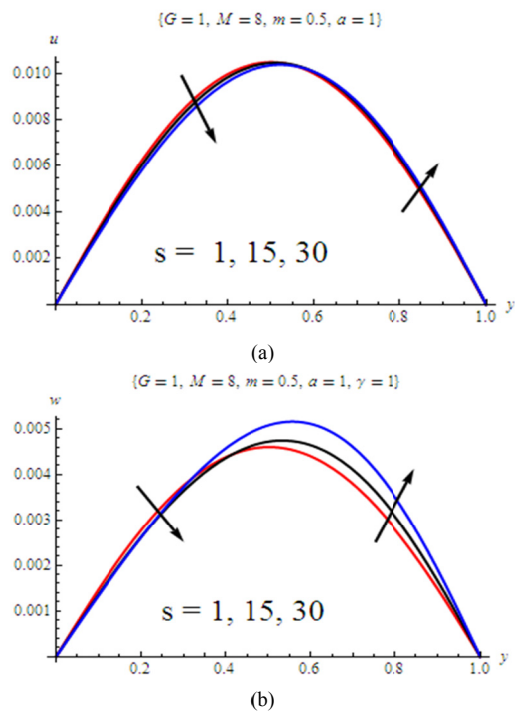 {G = 1, M = 8, m = 0.5, a = 1}
u
0.010
0.008
0.006
0.004
0.002
s = 1, 15, 30
0.2 0.4 0.6 0.8 1.0 y
(a)
{G = 1, M = 8, m = 0.5, a = 1, γ = 1}
w
0.005
0.004
0.003
0.002
0.001
s = 1, 15, 30
0.2 0.4 0.6 0.8 1.0 y
(b)